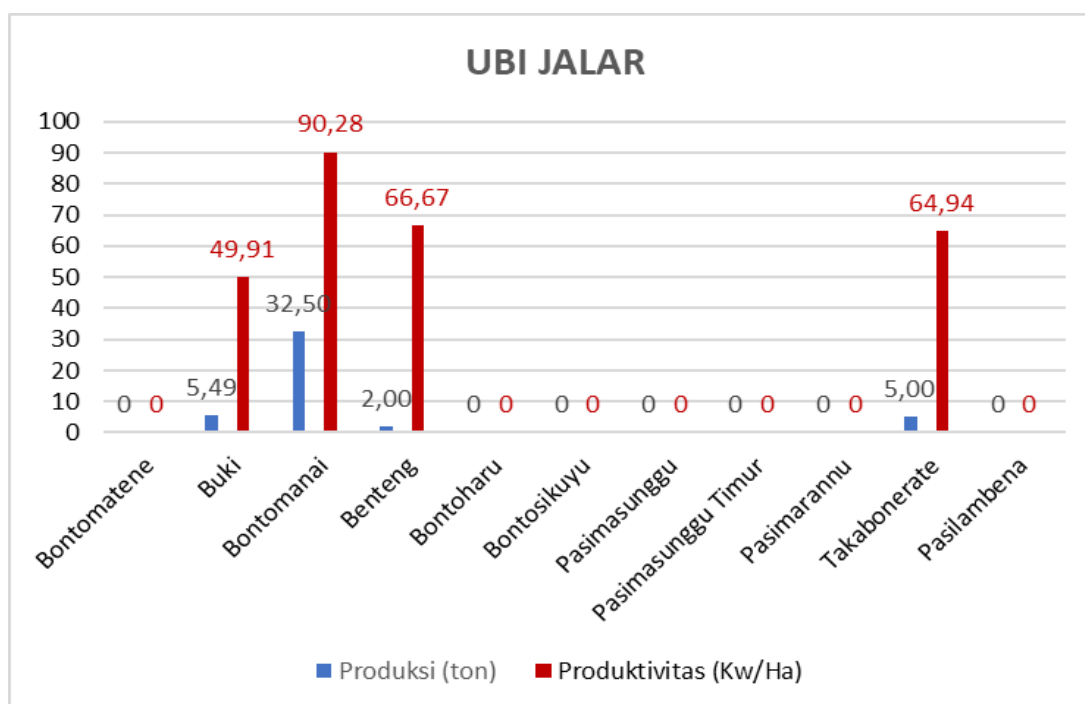 UBI JALAR
100
90
80
70
60
50
40
30
20
10
0
0 0
5,49 49,91
32,50 90,28
2,00 66,67
0 0
0 0
0 0
0 0
0 0
5,00 64,94
0 0
Bontomatene
Buki
Bontomanai
Benteng
Bontoharu
Bontosikuyu
Pasimasunggu
Pasimasunggu Timur
Pasimarannu
Takabonerate
Pasilambena
Produksi (ton) Produktivitas (Kw/Ha)